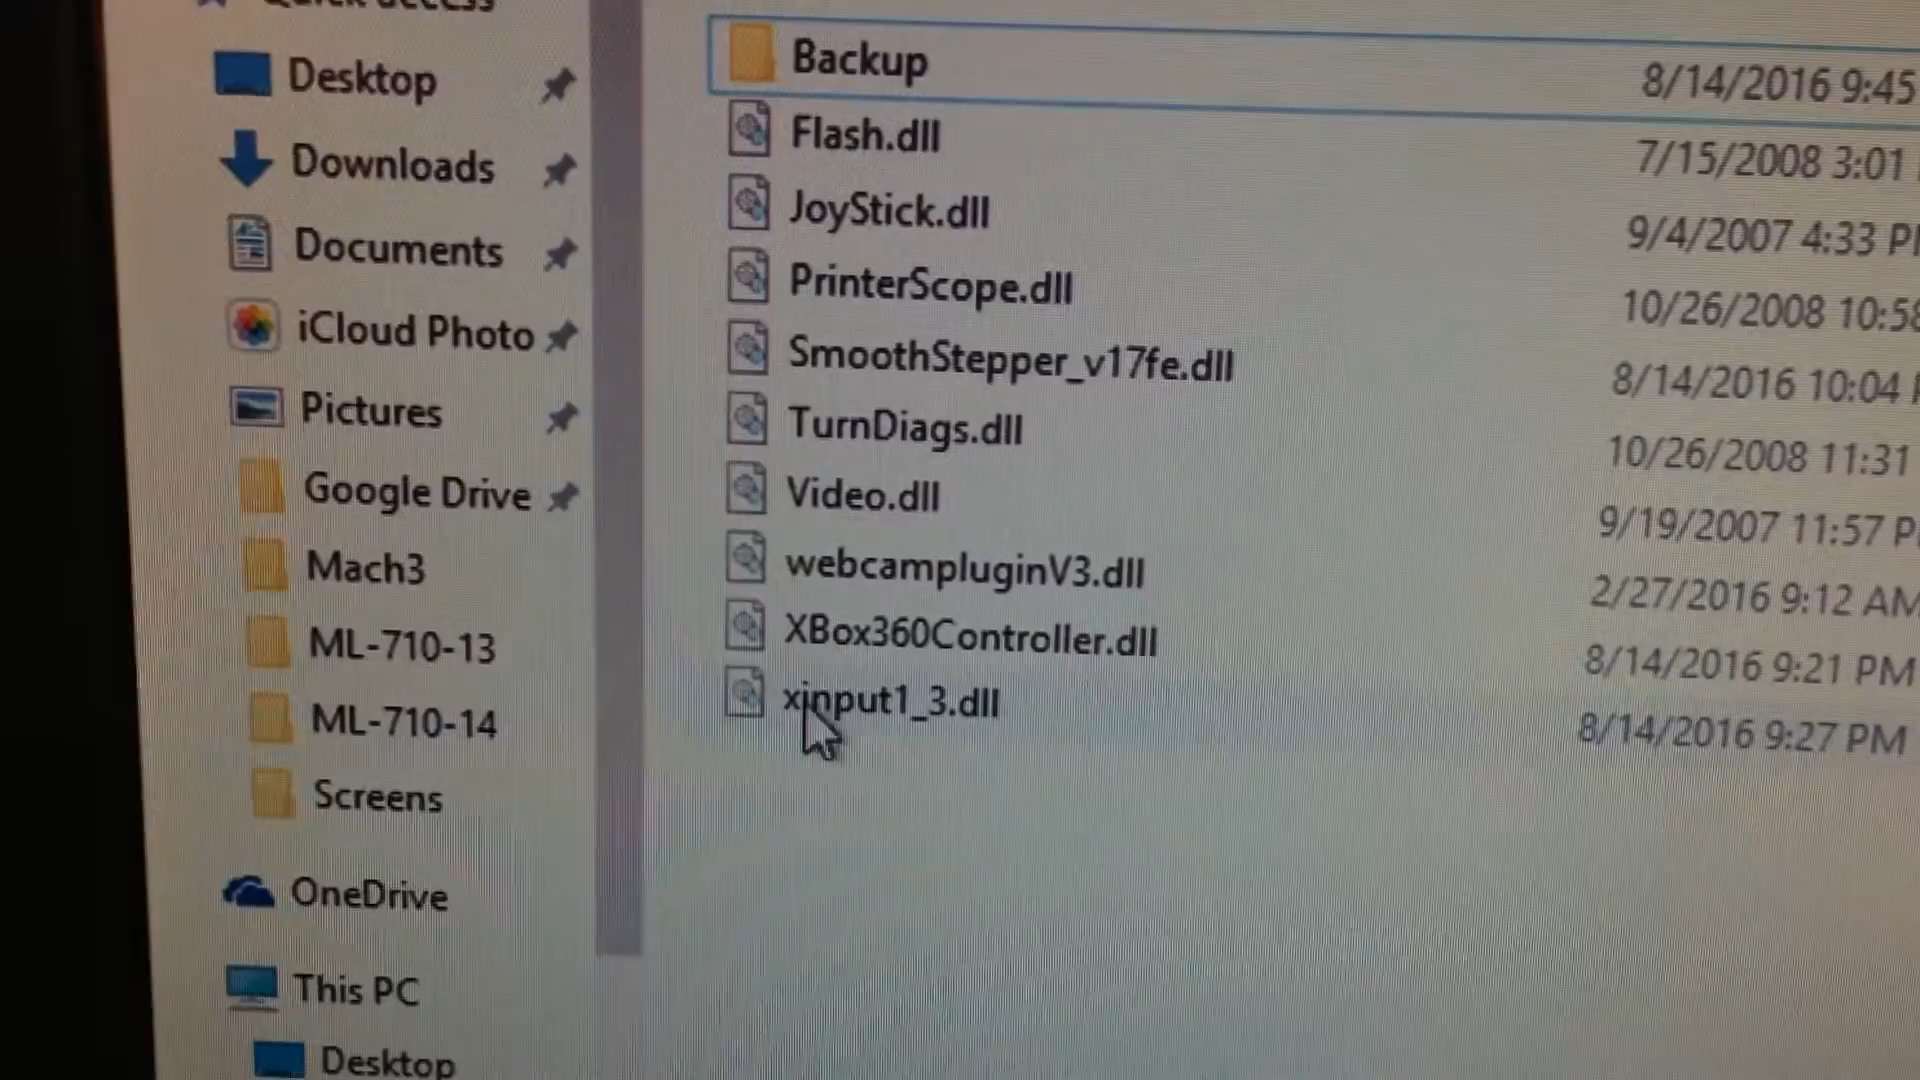 Quick access
Desktop
Downloads
Documents
iCloud Photo
Pictures
Google Drive
Mach3
ML-710-13
ML-710-14
Screens
OneDrive
This PC
Desktop
Backup 8/14/2016 9:45
Flash.dll 7/15/2008 3:01
JoyStick.dll 9/4/2007 4:33 P
PrinterScope.dll 10/26/2008 10:58
SmoothStepper_v17fe.dll 8/14/2016 10:04
TurnDiags.dll 10/26/2008 11:31
Video.dll 9/19/2007 11:57 P
webcampluginV3.dll 2/27/2016 9:12 AM
XBox360Controller.dll 8/14/2016 9:21 PM
xinput1_3.dll 8/14/2016 9:27 PM